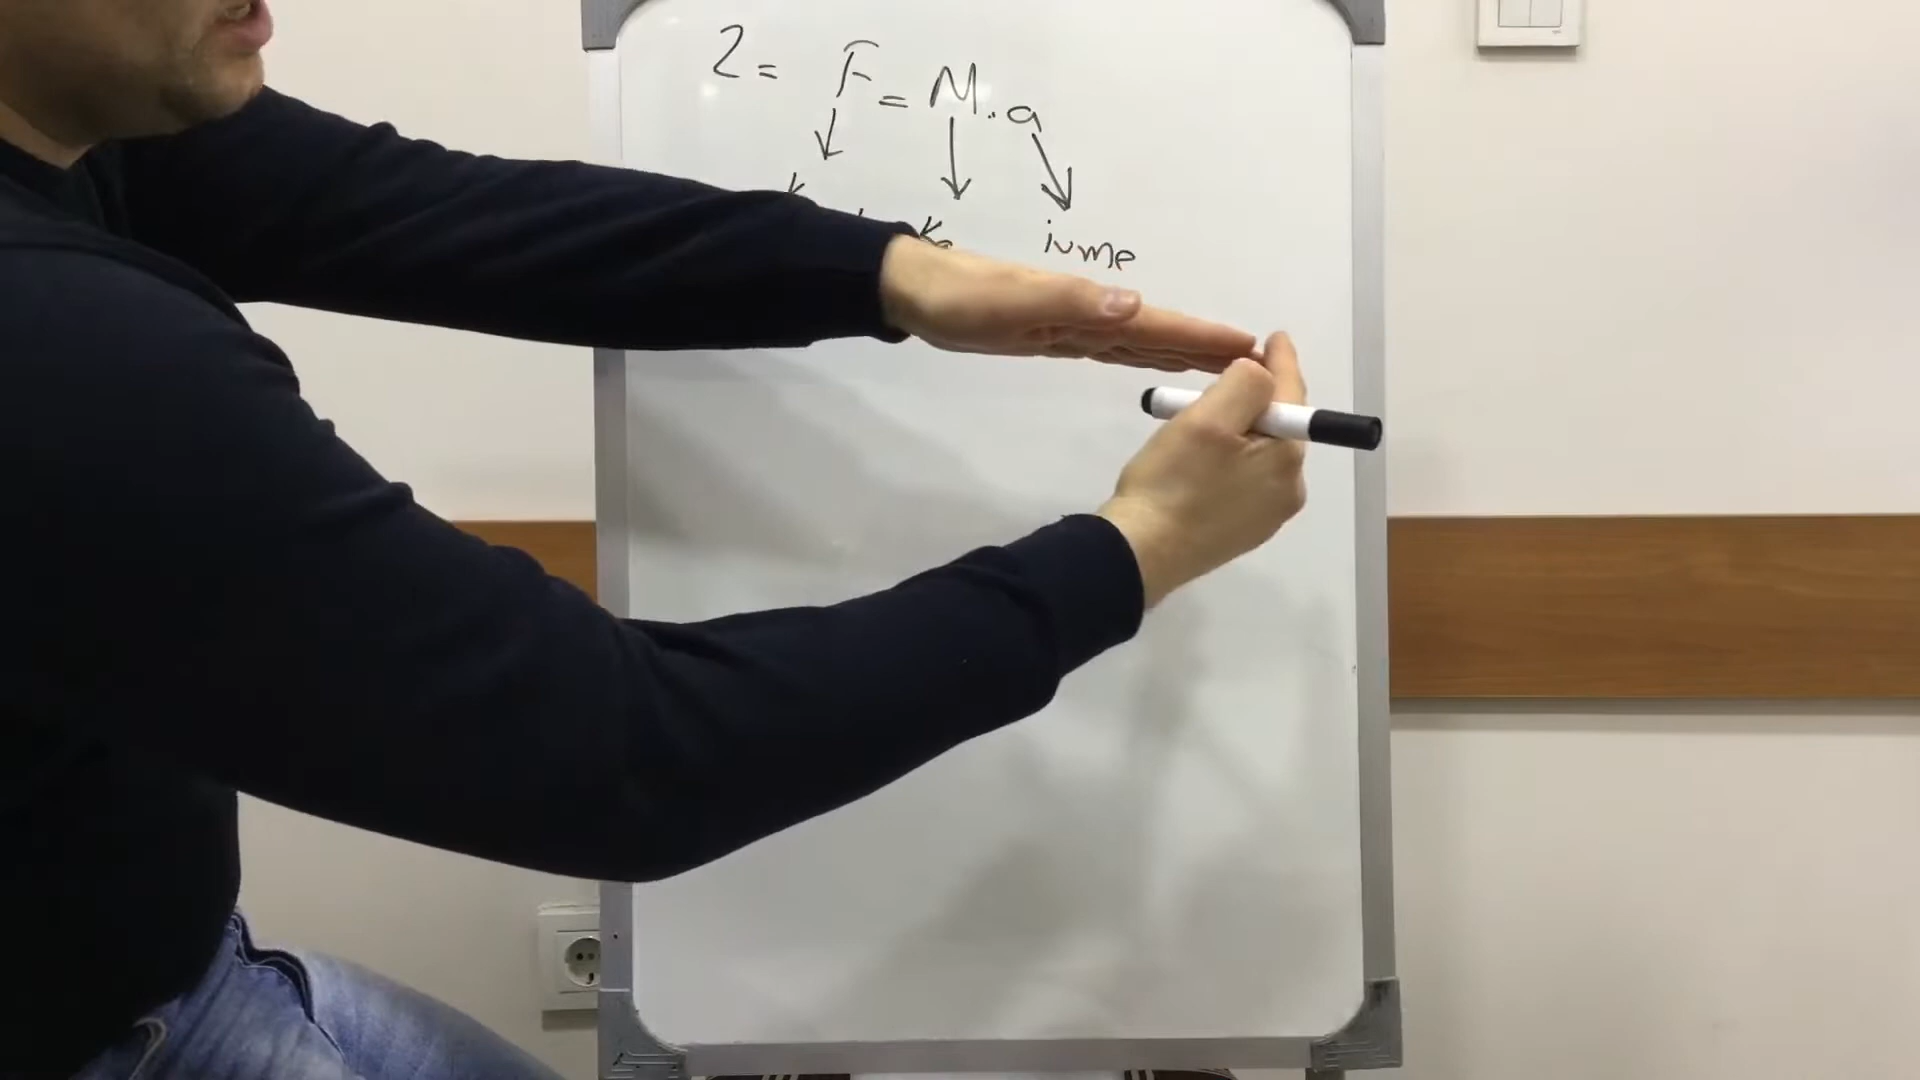 2 = F = M.a
ivme